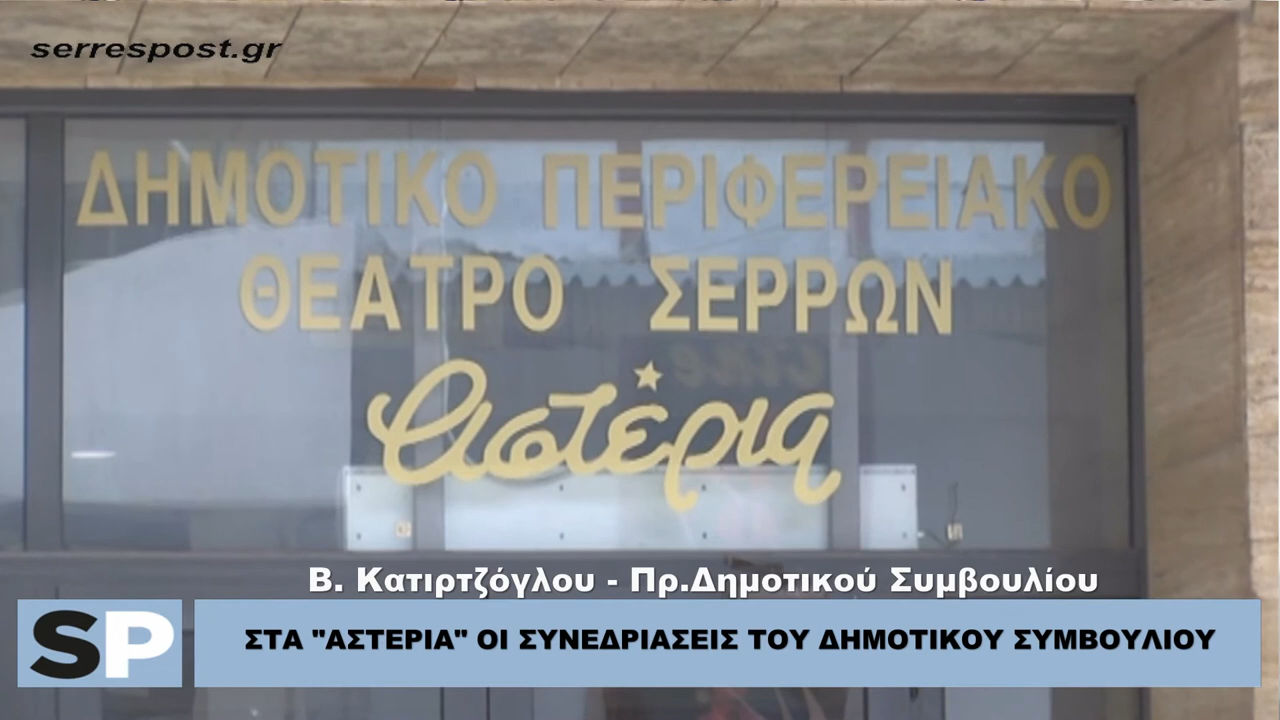 serrespost.gr
ΔΗΜΟΤΙΚΟ ΠΕΡΙΦΕΡΕΙΑΚΟ
ΘΕΑΤΡΟ ΣΕΡΡΩΝ
Αστέρια
Β. Κατιρτζόγλου - Πρ.Δημοτικού Συμβουλίου
SP
ΣΤΑ "ΑΣΤΕΡΙΑ" ΟΙ ΣΥΝΕΔΡΙΑΣΕΙΣ ΤΟΥ ΔΗΜΟΤΙΚΟΥ ΣΥΜΒΟΥΛΙΟΥ